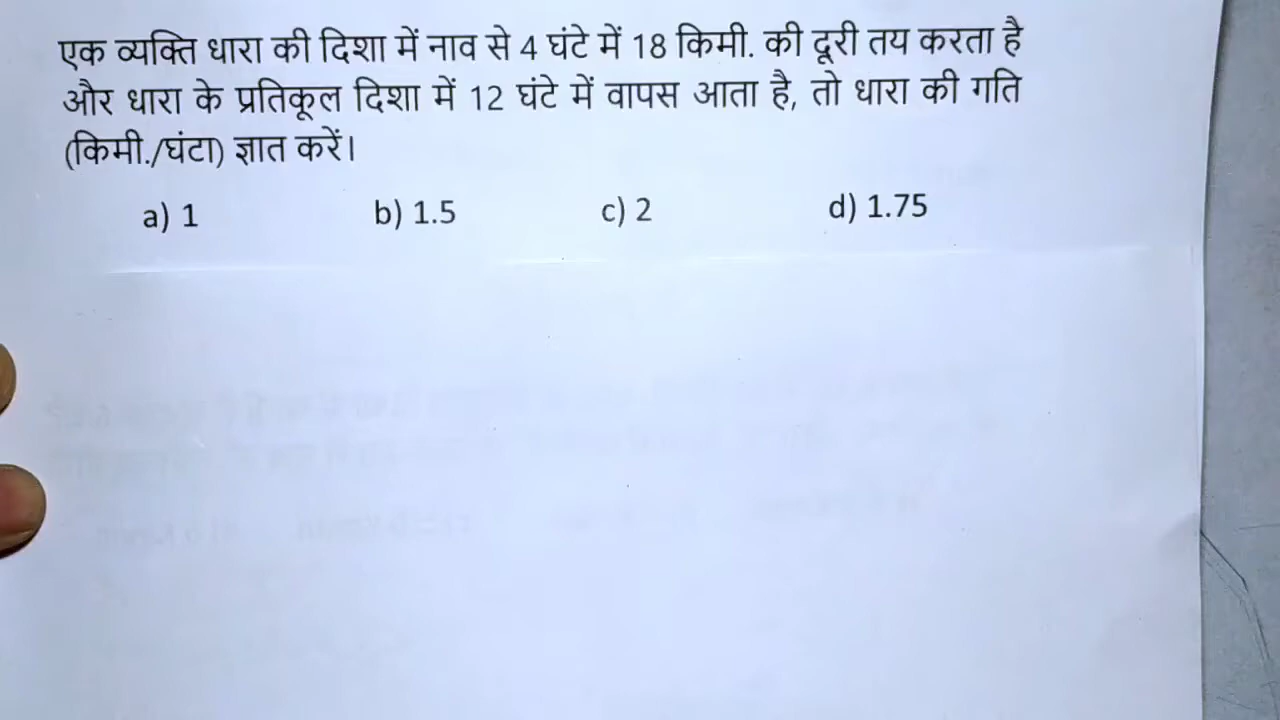 एक व्यक्ति धारा की दिशा में नाव से 4 घंटे में 18 किमी. की दूरी तय करता है
और धारा के प्रतिकूल दिशा में 12 घंटे में वापस आता है, तो धारा की गति
(किमी./घंटा) ज्ञात करें।
a) 1 b) 1.5 c) 2 d) 1.75